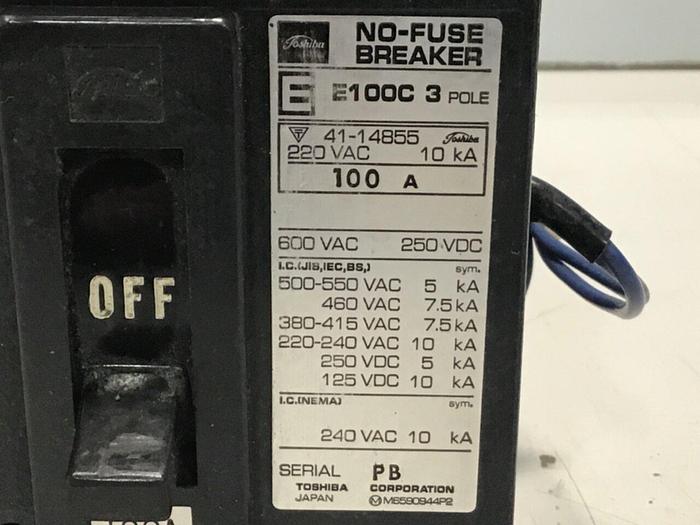 Toshiba
NO-FUSE
BREAKER
E E100C 3 POLE
41-14855 Toshiba
220 VAC 10 kA
100 A
600 VAC 250 VDC
I.C.(JIS,IEC,BS,) sym.
500-550 VAC 5 kA
460 VAC 7.5 kA
380-415 VAC 7.5 kA
220-240 VAC 10 kA
250 VDC 5 kA
125 VDC 10 kA
I.C.(NEMA) sym.
240 VAC 10 kA
SERIAL PB
TOSHIBA CORPORATION
JAPAN M M6590944P2
OFF